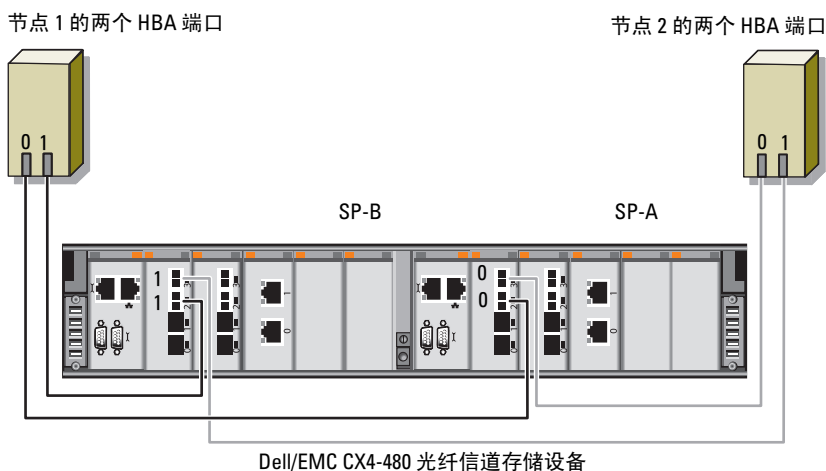 节点 1 的两个 HBA 端口
节点 2 的两个 HBA 端口
0 1
0 1
SP-B
SP-A
1
1
0
0
Dell/EMC CX4-480 光纤信道存储设备